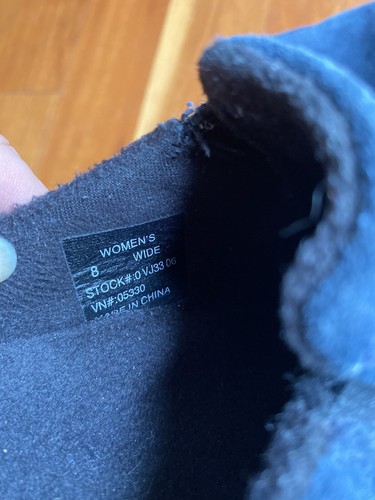 WOMEN'S
8 WIDE
STOCK#:0 VJ33 06
VN#:05330
MADE IN CHINA